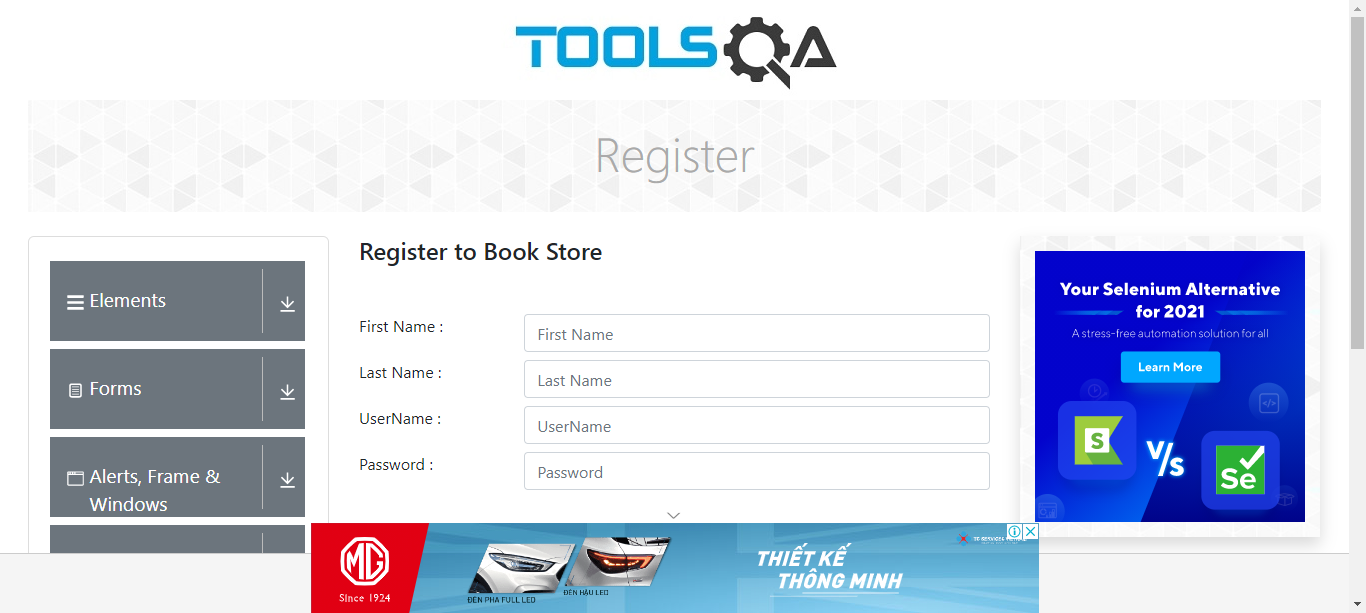 TOOLSQA
Register
Register to Book Store
Elements
Forms
Alerts, Frame &
Windows
First Name :
First Name
Last Name :
Last Name
UserName :
UserName
Password :
Password
Your Selenium Alternative
for 2021
A stress-free automation solution for all
Learn More
S
V/s
Se
MG
Since 1924
ĐÈN PHA FULL LED
ĐÈN HẬU LED
THIẾT KẾ
THÔNG MINH